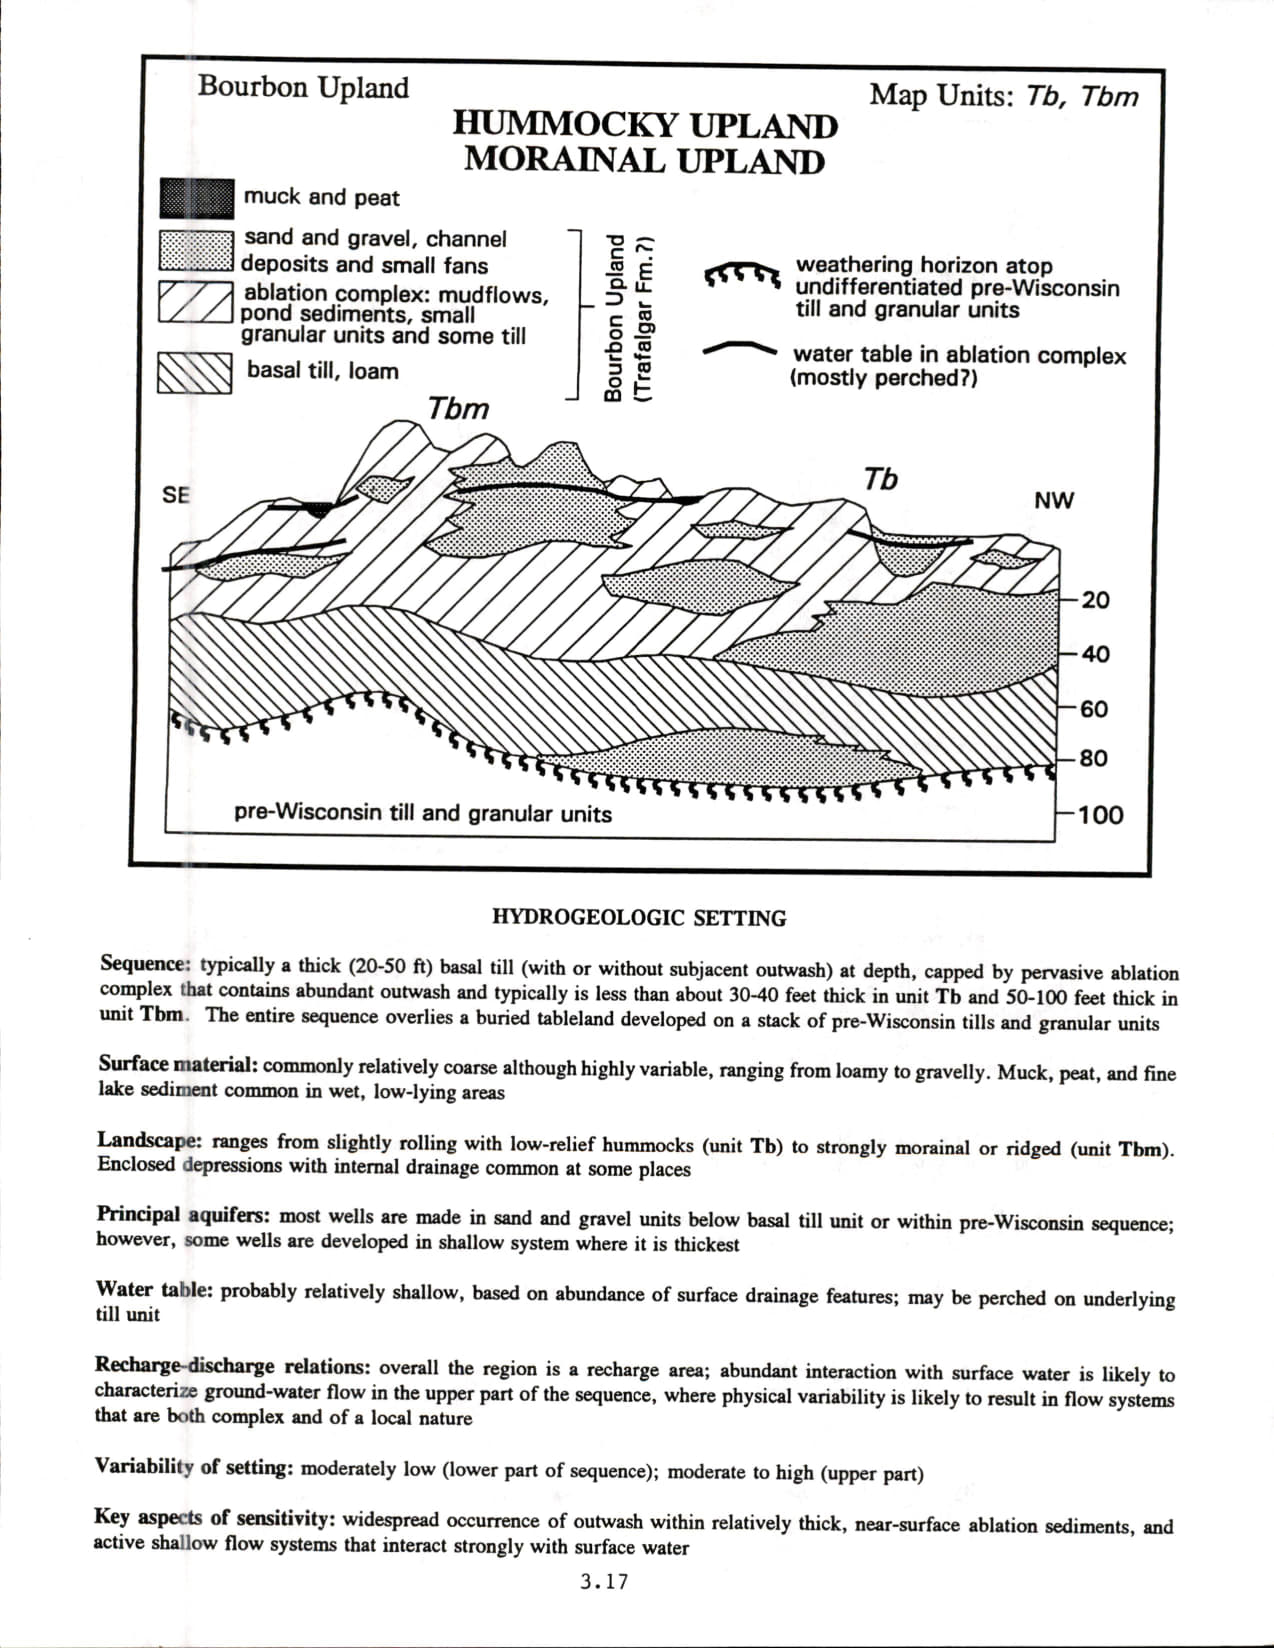 Bourbon Upland
Map Units: Tb, Tbm
HUMMOCKY UPLAND
MORAINAL UPLAND
muck and peat
sand and gravel, channel
deposits and small fans
ablation complex: mudflows,
pond sediments, small
granular units and some till
basal till, loam
Bourbon Upland
(Trafalgar Fm.?)
weathering horizon atop
undifferentiated pre-Wisconsin
till and granular units
water table in ablation complex
(mostly perched?)
Tbm
Tb
SE
NW
20
40
60
80
100
pre-Wisconsin till and granular units
HYDROGEOLOGIC SETTING
Sequence: typically a thick (20-50 ft) basal till (with or without subjacent outwash) at depth, capped by pervasive ablation
complex that contains abundant outwash and typically is less than about 30-40 feet thick in unit Tb and 50-100 feet thick in
unit Tbm. The entire sequence overlies a buried tableland developed on a stack of pre-Wisconsin tills and granular units
Surface material: commonly relatively coarse although highly variable, ranging from loamy to gravelly. Muck, peat, and fine
lake sediment common in wet, low-lying areas
Landscape: ranges from slightly rolling with low-relief hummocks (unit Tb) to strongly morainal or ridged (unit Tbm).
Enclosed depressions with internal drainage common at some places
Principal aquifers: most wells are made in sand and gravel units below basal till unit or within pre-Wisconsin sequence;
however, some wells are developed in shallow system where it is thickest
Water table: probably relatively shallow, based on abundance of surface drainage features; may be perched on underlying
till unit
Recharge-discharge relations: overall the region is a recharge area; abundant interaction with surface water is likely to
characterize ground-water flow in the upper part of the sequence, where physical variability is likely to result in flow systems
that are both complex and of a local nature
Variability of setting: moderately low (lower part of sequence); moderate to high (upper part)
Key aspects of sensitivity: widespread occurrence of outwash within relatively thick, near-surface ablation sediments, and
active shallow flow systems that interact strongly with surface water
3.17